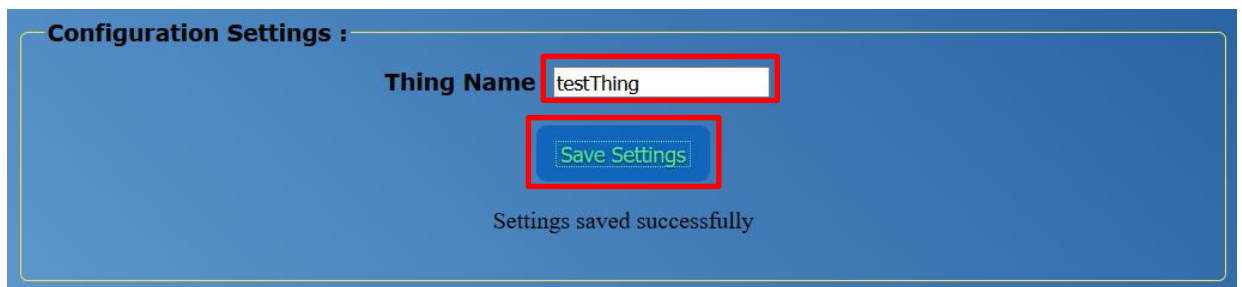 Configuration Settings :
Thing Name testThing
Save Settings
Settings saved successfully